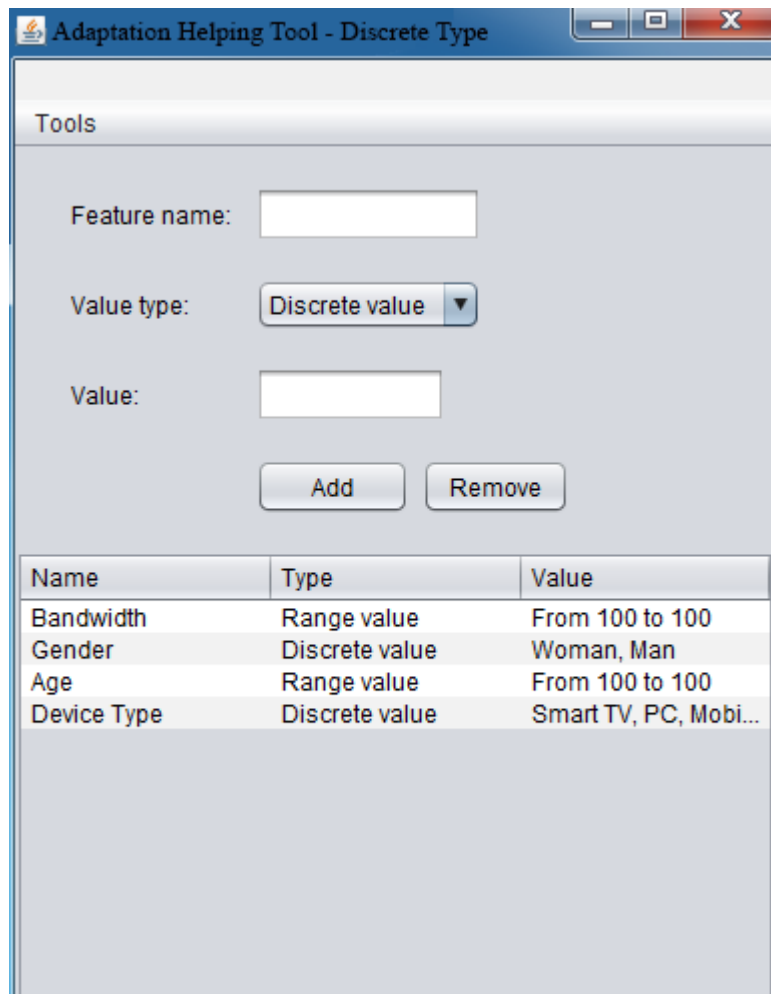 Adaptation Helping Tool - Discrete Type
Tools
Feature name:
Value type: Discrete value
Value:
Add Remove
Name Type Value
Bandwidth Range value From 100 to 100
Gender Discrete value Woman, Man
Age Range value From 100 to 100
Device Type Discrete value Smart TV, PC, Mobi...